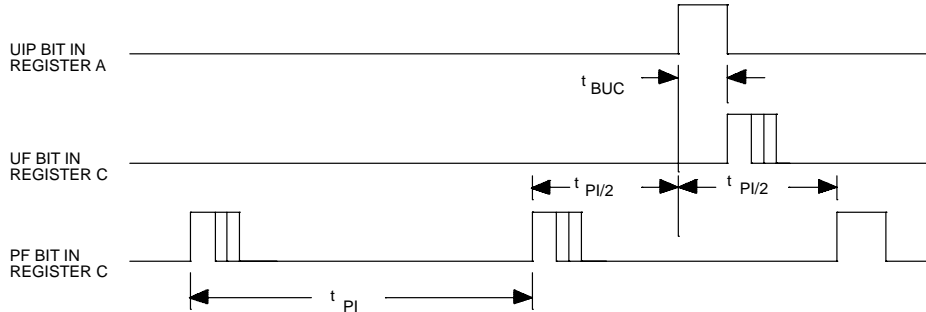 UIP BIT IN
REGISTER A
t BUC
UF BIT IN
REGISTER C
t PI/2
t PI/2
PF BIT IN
REGISTER C
t PI